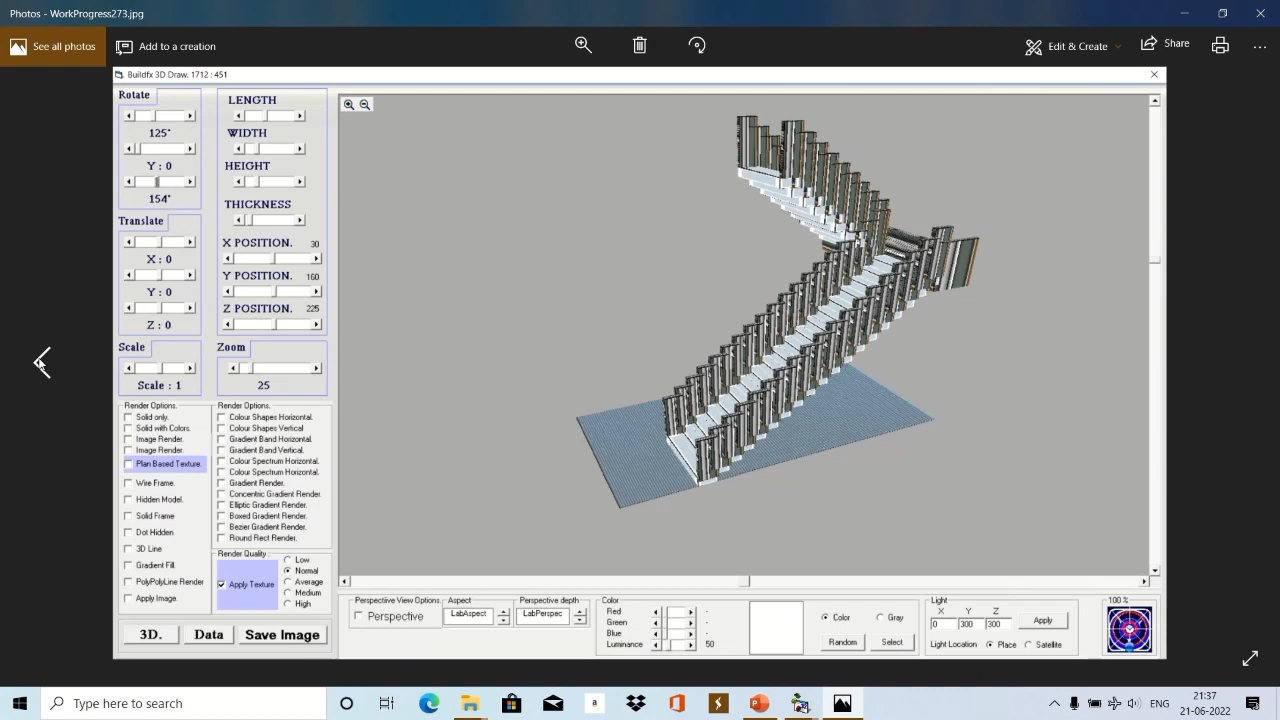 Photos - WorkProgress273.jpg
See all photos
Add to a creation
Edit & Create
Share
Buildfx 3D Draw. 1712 : 451
Rotate
125°
Y : 0
154°
Translate
X : 0
Y : 0
Z : 0
Scale
Scale : 1
LENGTH
WIDTH
HEIGHT
THICKNESS
X POSITION. 30
Y POSITION. 160
Z POSITION. 225
Zoom
25
Render Options.
Solid only.
Solid with Colors.
Image Render.
Image Render.
Plan Based Texture.
Wire Frame.
Hidden Model.
Solid Frame
Dot Hidden
3D Line
Gradient Fill.
PolyPolyLine Render
Apply Image.
Render Options.
Colour Shapes Horizontal.
Colour Shapes Vertical
Gradient Band Horizontal.
Gradient Band Vertical.
Colour Spectrum Horizontal.
Colour Spectrum Horizontal.
Gradient Render.
Concentric Gradient Render.
Elliptic Gradient Render.
Boxed Gradient Render.
Bezier Gradient Render.
Round Rect Render.
Render Quality :
Apply Texture
Low
Normal
Average
Medium
High
3D.
Data
Save Image
Perspective View Options.
Perspective
Aspect
LabAspect
Perspective depth
LabPerspec
Color
Red -
Green -
Blue -
Luminance 50
Color
Gray
Random
Select
Light
X Y Z
0 300 300
Apply
Light Location
Place
Satellite
100 %
Type here to search
ENG
21:37
21-06-2022